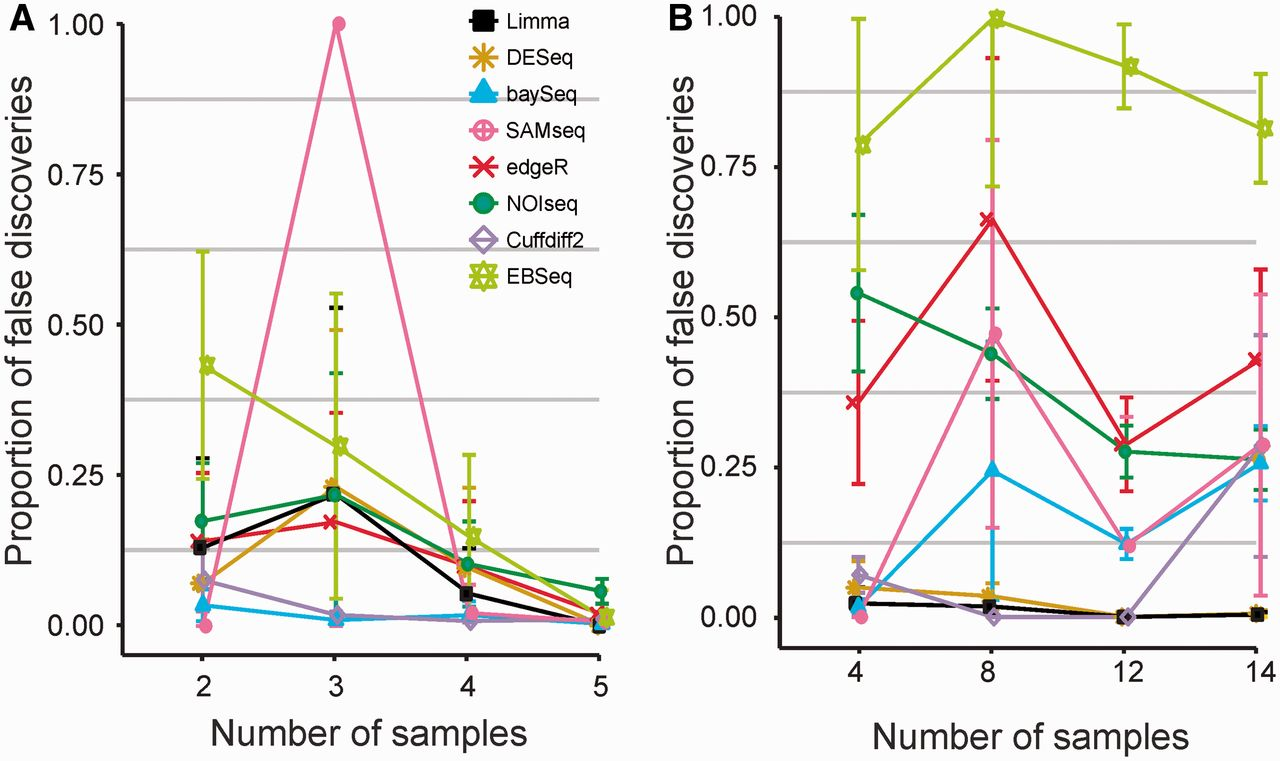 A
Proportion of false discoveries
1.00
0.75
0.50
0.25
0.00
2 3 4 5
Number of samples
Limma
DESeq
baySeq
SAMseq
edgeR
NOIseq
Cuffdiff2
EBSeq
B
Proportion of false discoveries
1.00
0.75
0.50
0.25
0.00
4 8 12 14
Number of samples